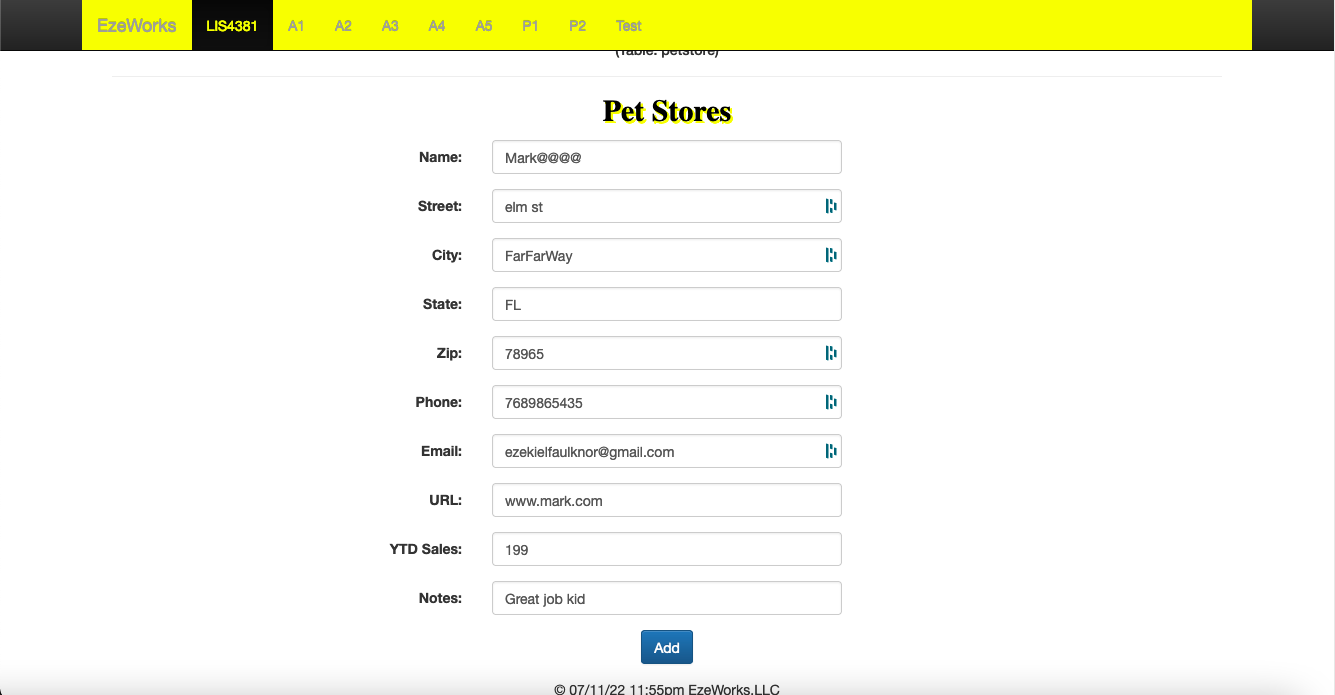 EzeWorks LIS4381 A1 A2 A3 A4 A5 P1 P2 Test
(Table: petstore)
Pet Stores
Name: Mark@@@@
Street: elm st
City: FarFarWay
State: FL
Zip: 78965
Phone: 7689865435
Email: ezekielfaulknor@gmail.com
URL: www.mark.com
YTD Sales: 199
Notes: Great job kid
Add
© 07/11/22 11:55pm EzeWorks,LLC